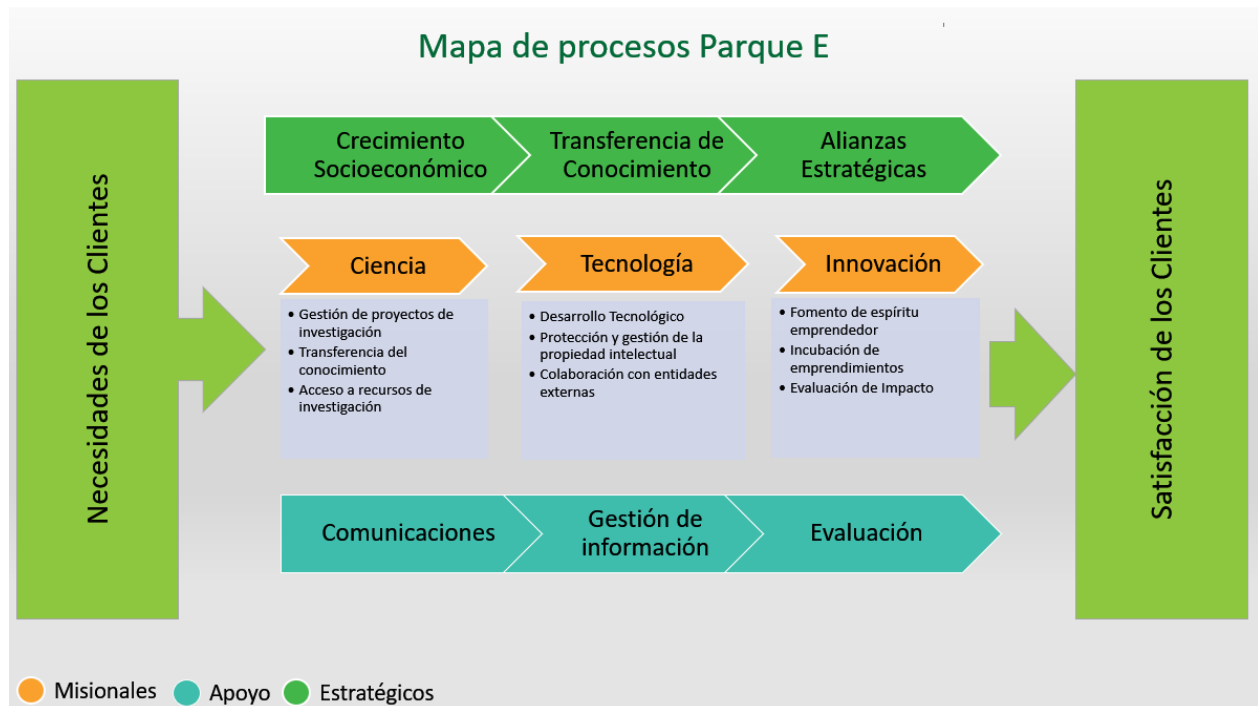 Mapa de procesos Parque E
Necesidades de los Clientes
Crecimiento
Socioeconómico
Transferencia de
Conocimiento
Alianzas
Estratégicas
Ciencia
• Gestión de proyectos de
investigación
• Transferencia del
conocimiento
• Acceso a recursos de
investigación
Tecnología
• Desarrollo Tecnológico
• Protección y gestión de la
propiedad intelectual
• Colaboración con entidades
externas
Innovación
• Fomento de espíritu
emprendedor
• Incubación de
emprendimientos
• Evaluación de Impacto
Comunicaciones
Gestión de
información
Evaluación
Satisfacción de los Clientes
Misionales
Apoyo
Estratégicos